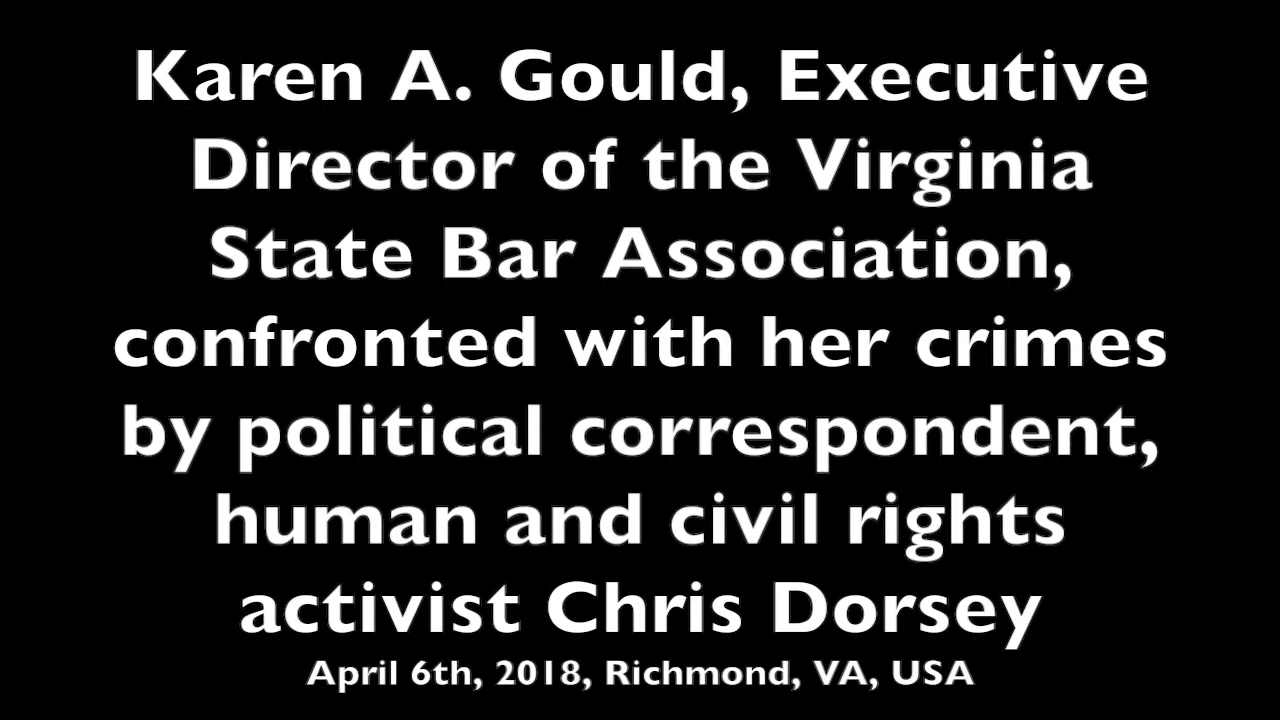 Karen A. Gould, Executive
Director of the Virginia
State Bar Association,
confronted with her crimes
by political correspondent,
human and civil rights
activist Chris Dorsey
April 6th, 2018, Richmond, VA, USA